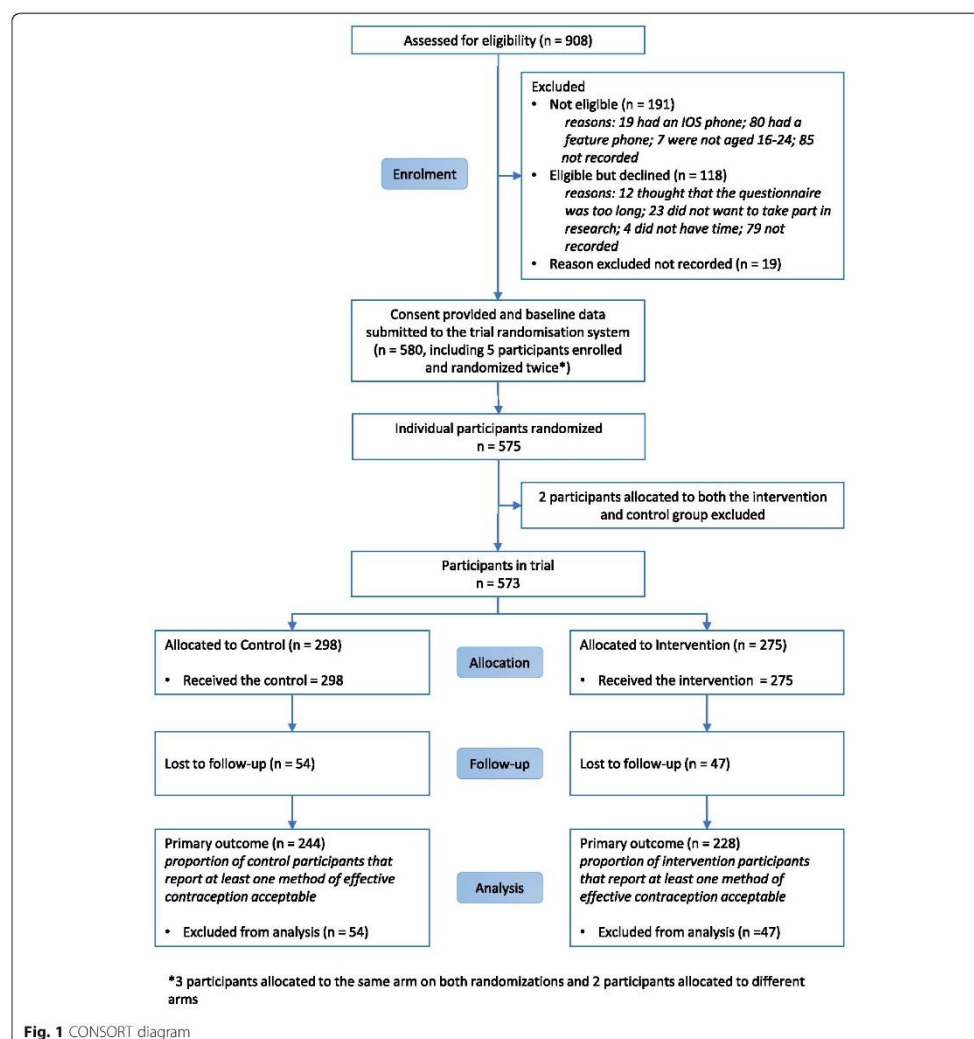 Assessed for eligibility (n = 908)
Excluded
• Not eligible (n = 191)
reasons: 19 had an IOS phone; 80 had a
feature phone; 7 were not aged 16-24; 85
not recorded
• Eligible but declined (n = 118)
reasons: 12 thought that the questionnaire
was too long; 23 did not want to take part in
research; 4 did not have time; 79 not
recorded
• Reason excluded not recorded (n = 19)
Enrolment
Consent provided and baseline data
submitted to the trial randomisation system
(n = 580, including 5 participants enrolled
and randomized twice*)
Individual participants randomized
n = 575
2 participants allocated to both the intervention
and control group excluded
Participants in trial
n = 573
Allocated to Control (n = 298)
• Received the control = 298
Allocation
Allocated to Intervention (n = 275)
• Received the intervention = 275
Lost to follow-up (n = 54)
Follow-up
Lost to follow-up (n = 47)
Primary outcome (n = 244)
proportion of control participants that
report at least one method of effective
contraception acceptable
• Excluded from analysis (n = 54)
Analysis
Primary outcome (n = 228)
proportion of intervention participants
that report at least one method of
effective contraception acceptable
• Excluded from analysis (n =47)
*3 participants allocated to the same arm on both randomizations and 2 participants allocated to different
arms
Fig. 1 CONSORT diagram